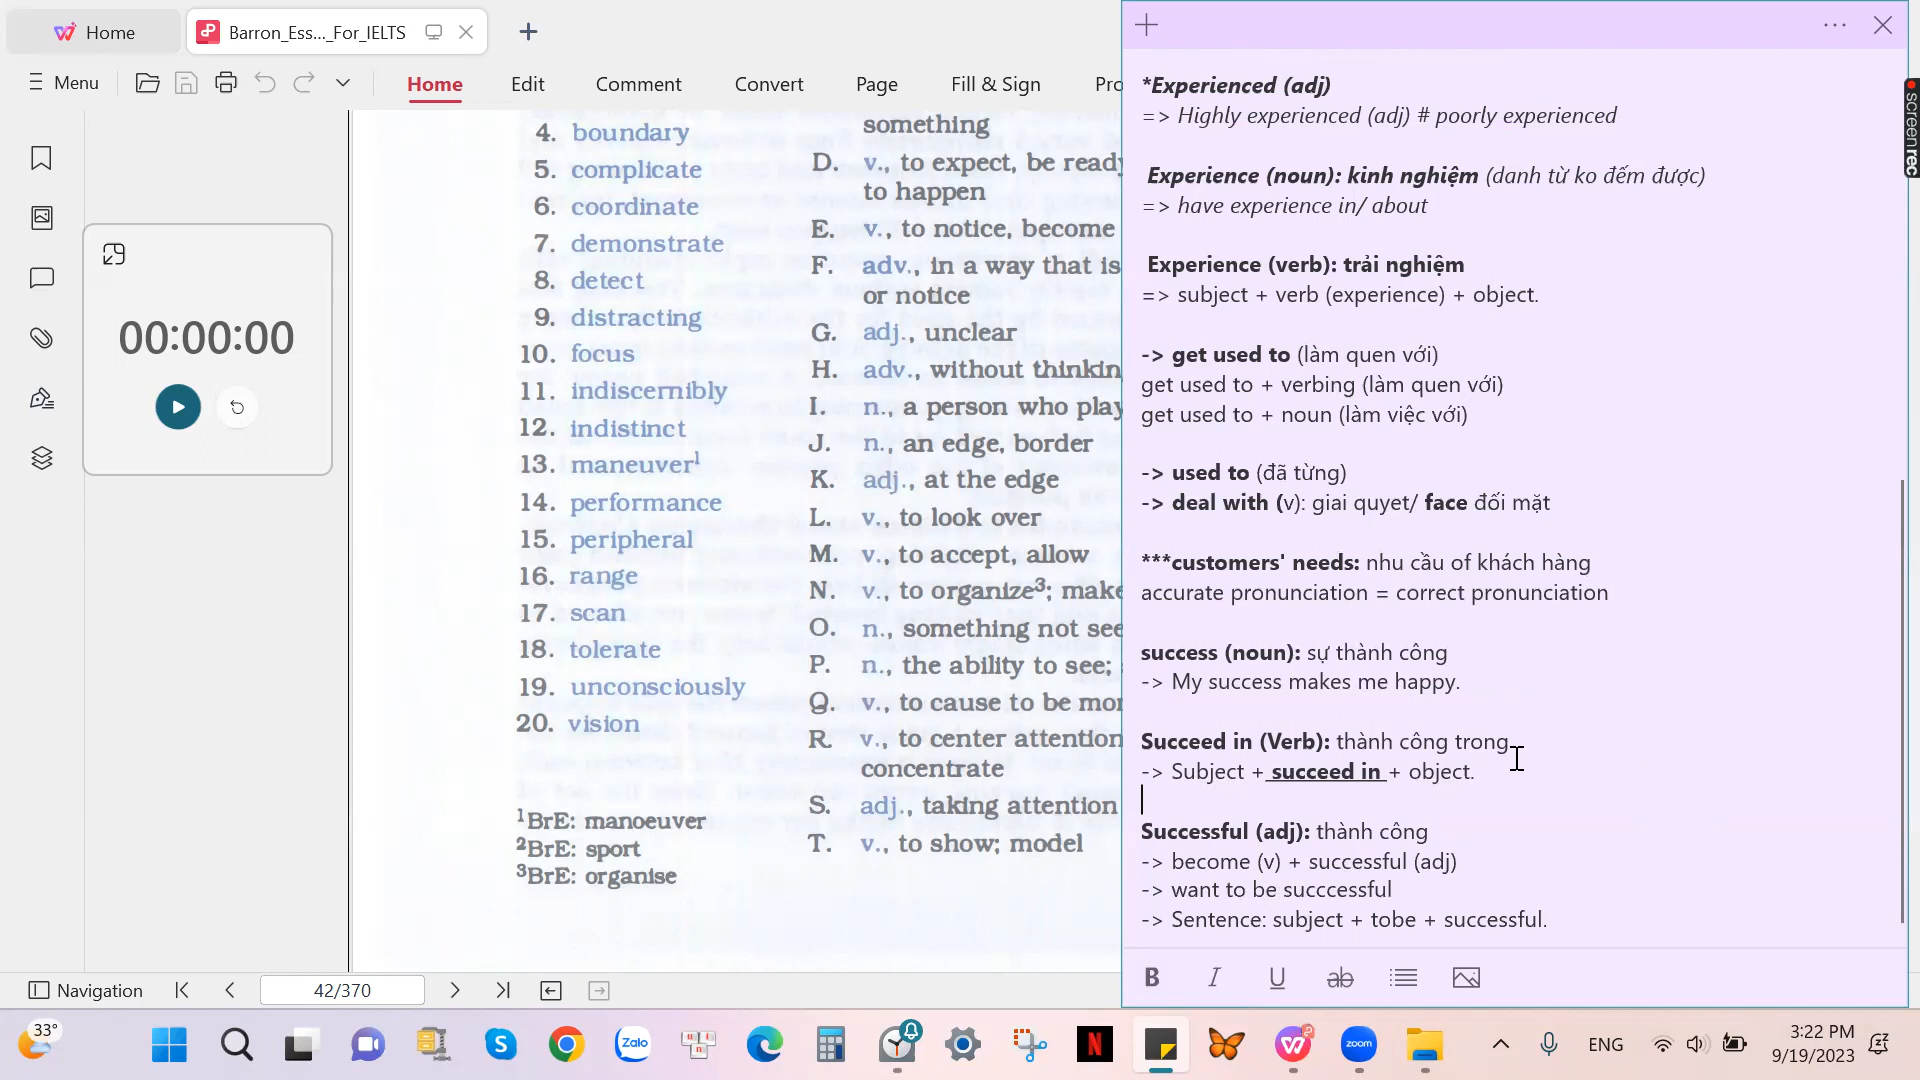 Home
Barron_Ess..._For_IELTS
Menu
Home
Edit
Comment
Convert
Page
Fill & Sign
Pro
00:00:00
4. boundary
5. complicate
6. coordinate
7. demonstrate
8. detect
9. distracting
10. focus
11. indiscernibly
12. indistinct
13. maneuver¹
14. performance
15. peripheral
16. range
17. scan
18. tolerate
19. unconsciously
20. vision
¹BrE: manoeuver
²BrE: sport
³BrE: organise
something
D. v., to expect, be ready
to happen
E. v., to notice, become
F. adv., in a way that is
or notice
G. adj., unclear
H. adv., without thinkin
I. n., a person who play
J. n., an edge, border
K. adj., at the edge
L. v., to look over
M. v., to accept, allow
N. v., to organize³; make
O. n., something not see
P. n., the ability to see;
Q. v., to cause to be mor
R. v., to center attention
concentrate
S. adj., taking attention
T. v., to show; model
*Experienced (adj)
=> Highly experienced (adj) # poorly experienced
Experience (noun): kinh nghiệm (danh từ ko đếm được)
=> have experience in/ about
Experience (verb): trải nghiệm
=> subject + verb (experience) + object.
-> get used to (làm quen với)
get used to + verbing (làm quen với)
get used to + noun (làm việc với)
-> used to (đã từng)
-> deal with (v): giai quyet/ face đối mặt
***customers' needs: nhu cầu of khách hàng
accurate pronunciation = correct pronunciation
success (noun): sự thành công
-> My success makes me happy.
Succeed in (Verb): thành công trong
-> Subject + succeed in + object.
Successful (adj): thành công
-> become (v) + successful (adj)
-> want to be succcessful
-> Sentence: subject + tobe + successful.
screenrec
Navigation
42/370
33°
Zalo
zoom
ENG
3:22 PM
9/19/2023